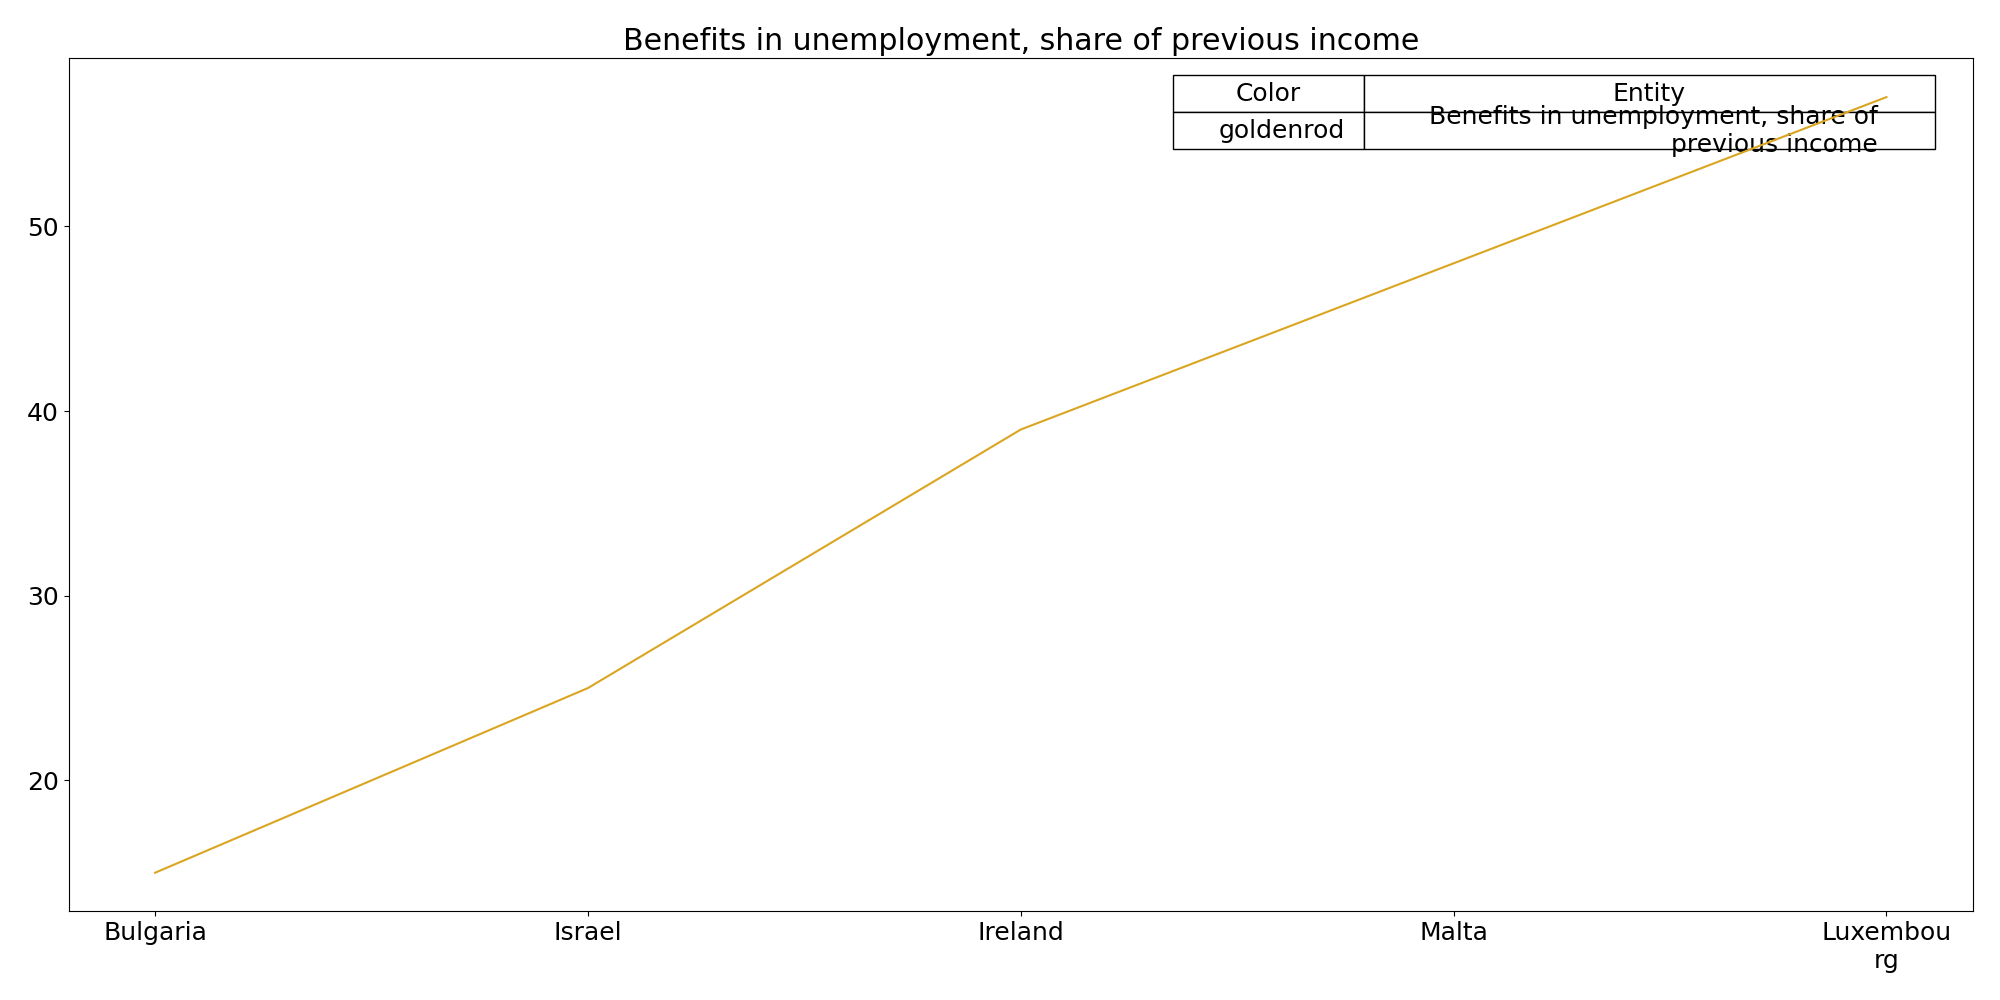 Benefits in unemployment, share of previous income
Color Entity
goldenrod Benefits in unemployment, share of
previous income
50
40
30
20
Bulgaria Israel Ireland Malta Luxembou
rg